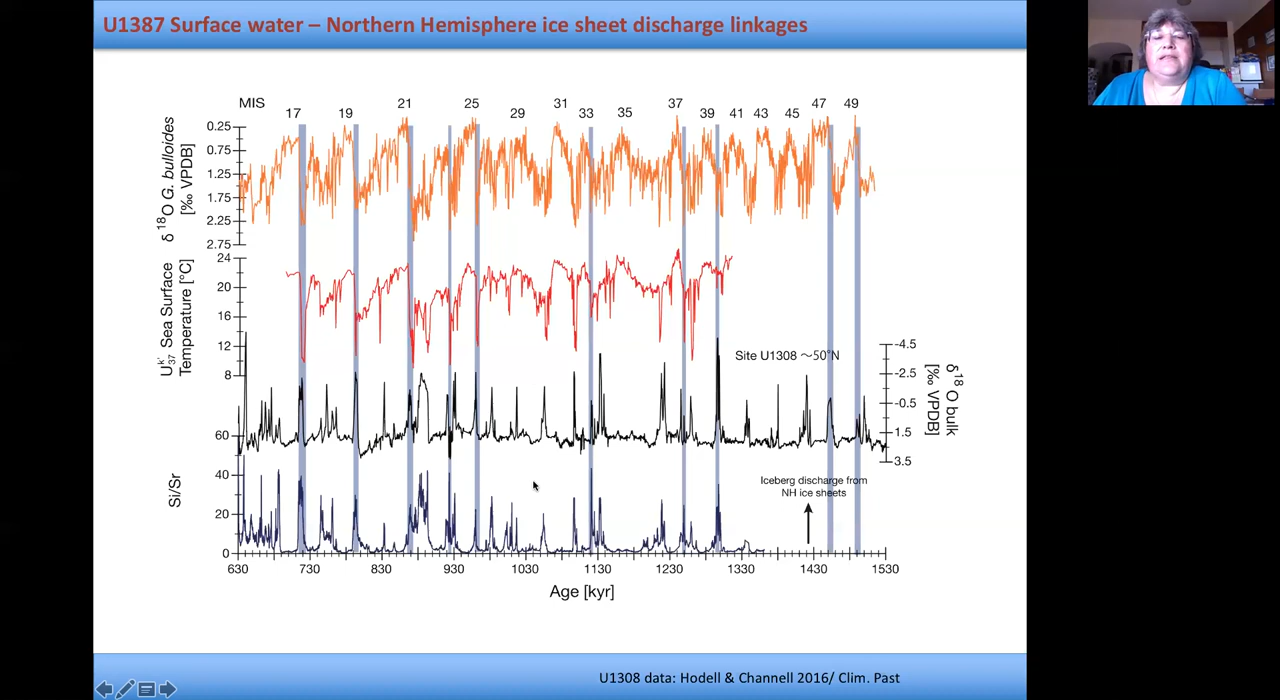 U1387 Surface water – Northern Hemisphere ice sheet discharge linkages
MIS
17 19 21 25 29 31 33 35 37 39 41 43 45 47 49
δ 18O G. bulloides
[‰ VPDB]
0.25
0.75
1.25
1.75
2.25
2.75
Uk'37 Sea Surface
Temperature [°C]
24
20
16
12
8
Site U1308 ~50°N
-4.5
-2.5
-0.5
1.5
3.5
δ 18O bulk
[‰ VPDB]
Si/Sr
60
40
20
0
Iceberg discharge from
NH ice sheets
630 730 830 930 1030 1130 1230 1330 1430 1530
Age [kyr]
U1308 data: Hodell & Channell 2016/ Clim. Past